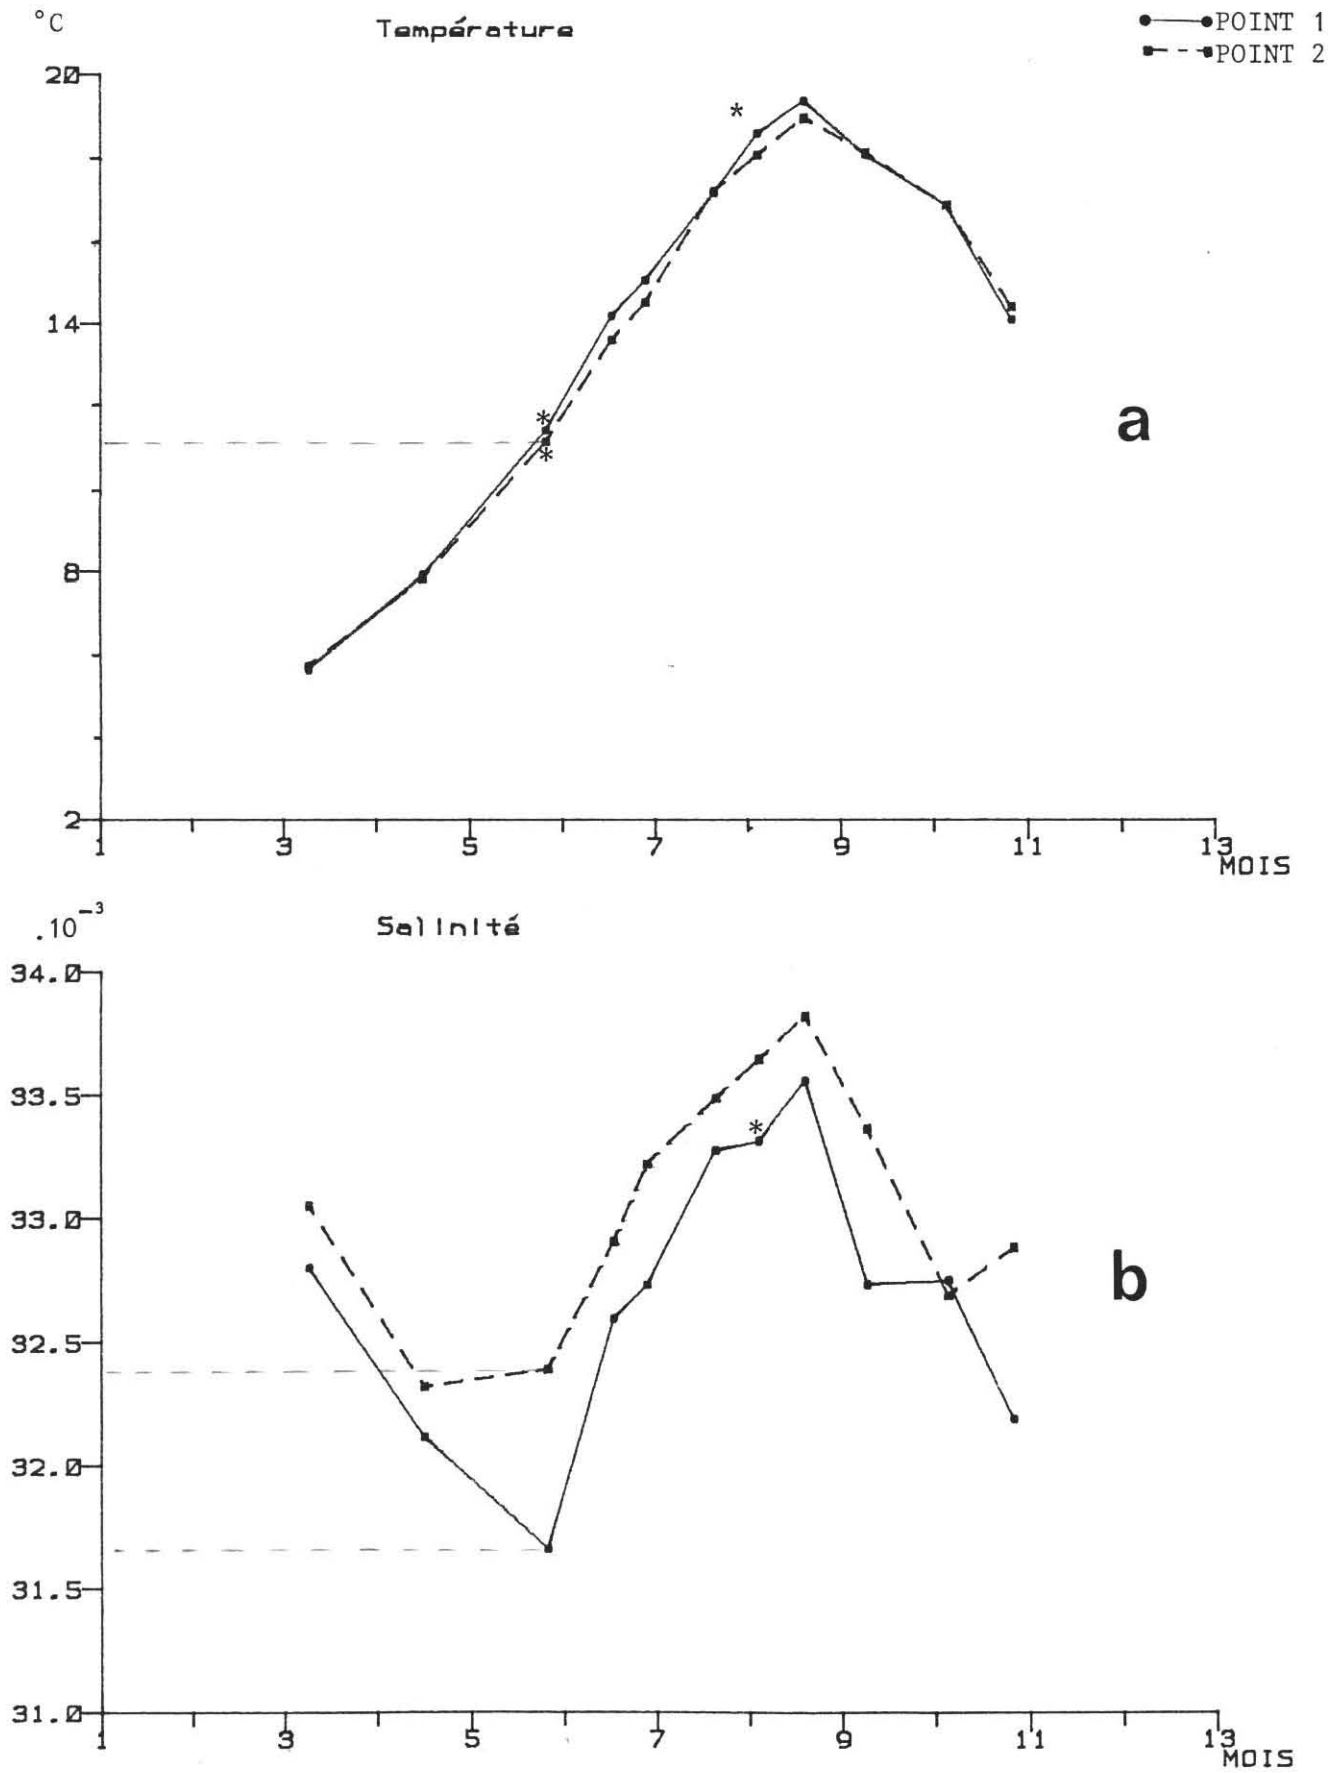 °C
Température
POINT 1
POINT 2
20
*
14
*
a
*
8
2
1 3 5 7 9 11 13
MOIS
.10⁻³
Salinité
34.0
33.5
*
33.0
b
32.5
32.0
31.5
31.0
1 3 5 7 9 11 13
MOIS